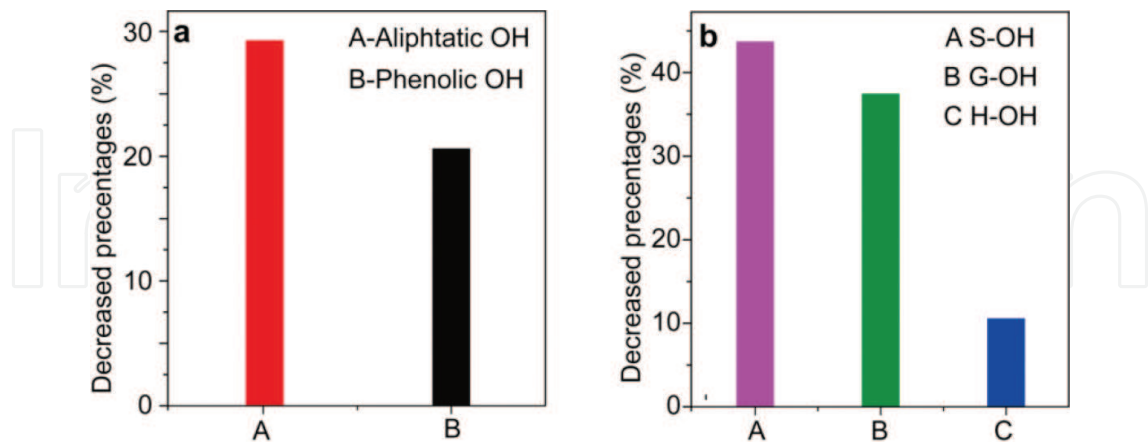 a
A-Aliphtatic OH
B-Phenolic OH
Decreased precentages (%)
30
20
10
0
A B
b
A S-OH
B G-OH
C H-OH
Decreased precentages (%)
40
30
20
10
0
A B C